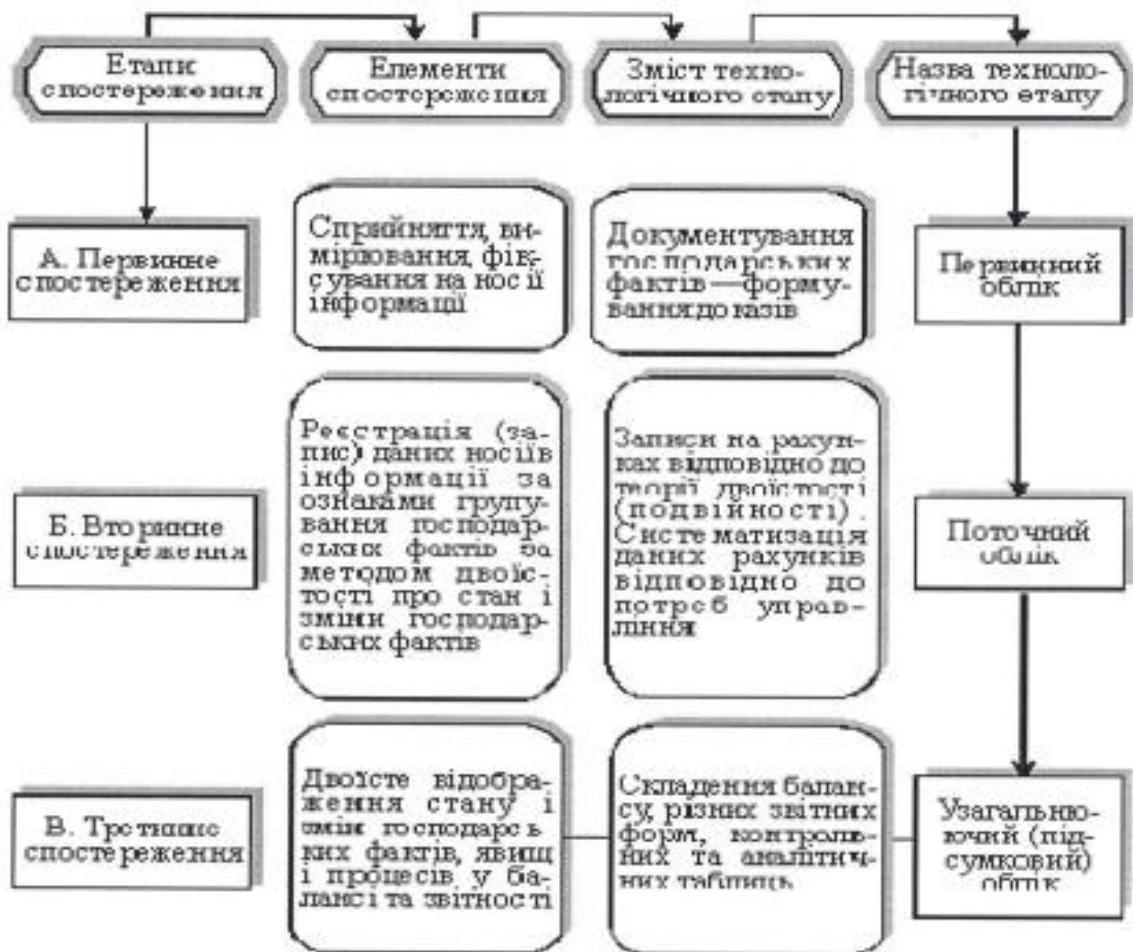 Етапи
спостереження
Елементи
спостереження
Зміст техно-
логічного етапу
Назва техноло-
гічного етапу
А. Первинне
спостереження
Сприйняття, ви-
мірювання, фік-
сування на носії
інформації
Документування
господарських
фактів—форму-
вання доказів
Первинний
облік
Б. Вторинне
спостереження
Реєстрація (за-
пис) даних носіїв
інформації за
ознаками групу-
вання господар-
ських фактів за
методом двоїс-
тості про стан і
зміни господар-
ських фактів
Записи на рахун-
ках відповідно до
теорії двоїстості
(подвійності).
Систематизація
даних рахунків
відповідно до
потреб управ-
ління
Поточний
облік
В. Третинне
спостереження
Двоїсте відобра-
ження стану і
змін господарсь-
ких фактів, явищ
і процесів у ба-
лансі та звітності
Складення балан-
су, різних звітних
форм, контроль-
них та аналітич-
них таблиць
Узагальню-
ючий (під-
сумковий)
облік